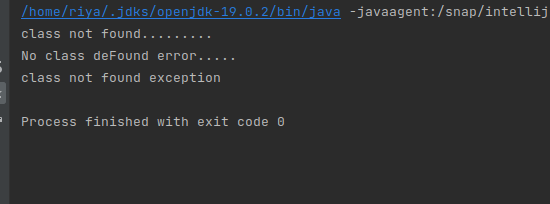 /home/riya/.jdks/openjdk-19.0.2/bin/java -javaagent:/snap/intellij
class not found.........
No class deFound error.....
class not found exception
Process finished with exit code 0